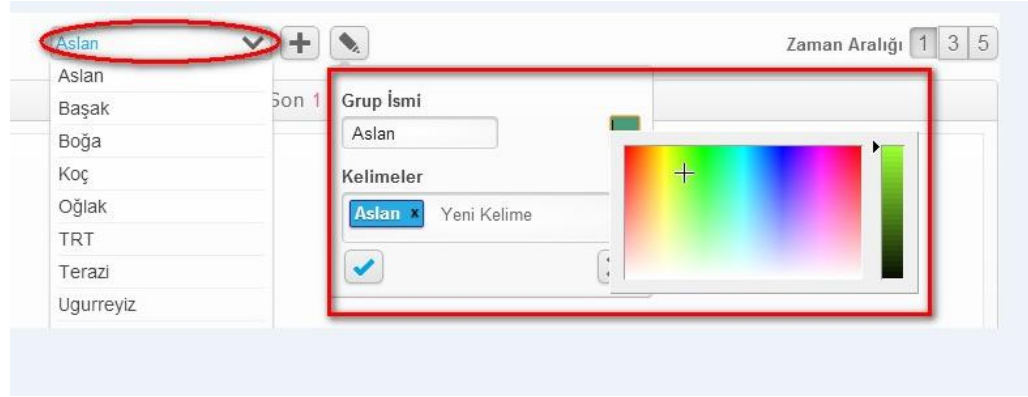 Aslan
Zaman Aralığı 1 3 5
Aslan
Başak
Boğa
Koç
Oğlak
TRT
Terazi
Ugurreyiz
Son 1
Grup İsmi
Aslan
Kelimeler
Aslan x Yeni Kelime